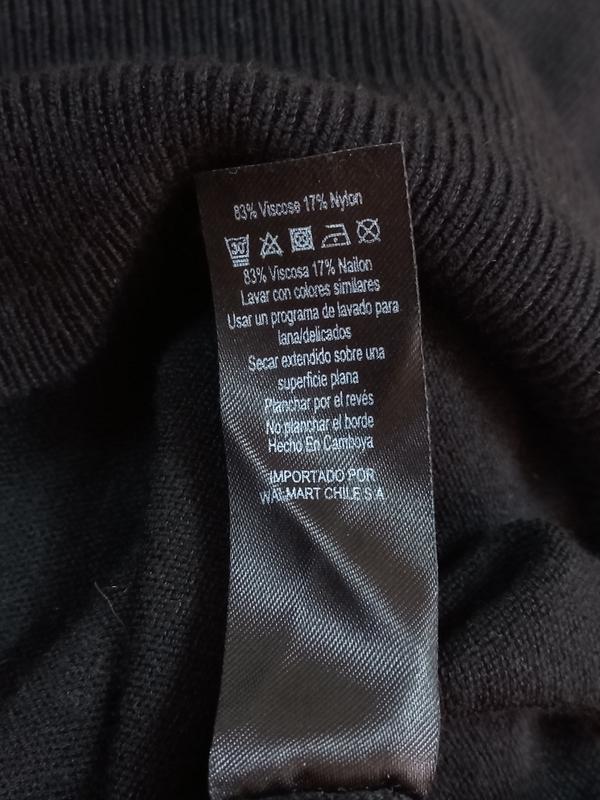 83% Viscose 17% Nylon
30
83% Viscosa 17% Nailon
Lavar con colores similares
Usar un programa de lavado para
lana/delicados
Secar extendido sobre una
superficie plana
Planchar por el revés
No planchar el borde
Hecho En Camboya
IMPORTADO POR
WALMART CHILE S A